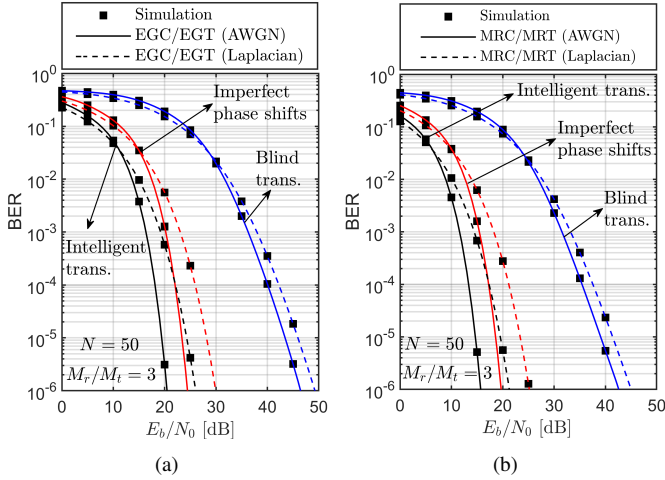 Simulation
EGC/EGT (AWGN)
EGC/EGT (Laplacian)
10^0
10^-1
10^-2
10^-3
10^-4
10^-5
10^-6
BER
Imperfect
phase shifts
Blind
trans.
Intelligent
trans.
N = 50
M_r/M_t = 3
0 10 20 30 40 50
E_b/N_0 [dB]
(a)
Simulation
MRC/MRT (AWGN)
MRC/MRT (Laplacian)
10^0
10^-1
10^-2
10^-3
10^-4
10^-5
10^-6
BER
Intelligent trans.
Imperfect
phase shifts
Blind
trans.
N = 50
M_r/M_t = 3
0 10 20 30 40 50
E_b/N_0 [dB]
(b)